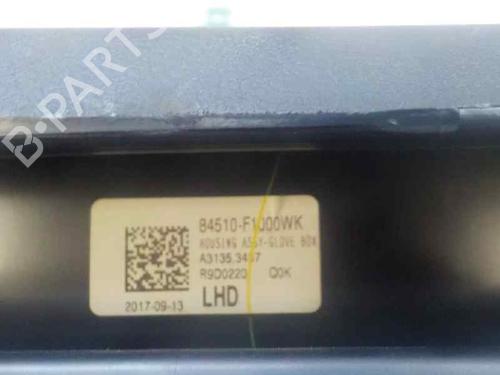 B-PARTS
84510-F1000WK
HOUSING ASSY-GLOVE BOX
A3135.3467
R9D0220 Q0K
2017-09-13
LHD